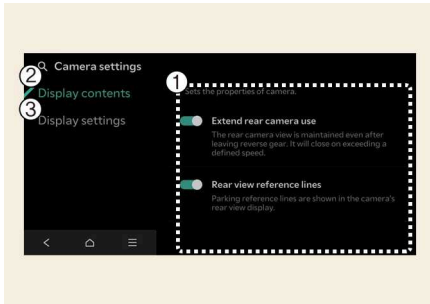 Camera settings
② Display contents
③ Display settings
①
Sets the properties of camera.
Extend rear camera use
The rear camera view is maintained even after
leaving reverse gear. It will close on exceeding a
defined speed.
Rear view reference lines
Parking reference lines are shown in the camera's
rear view display.